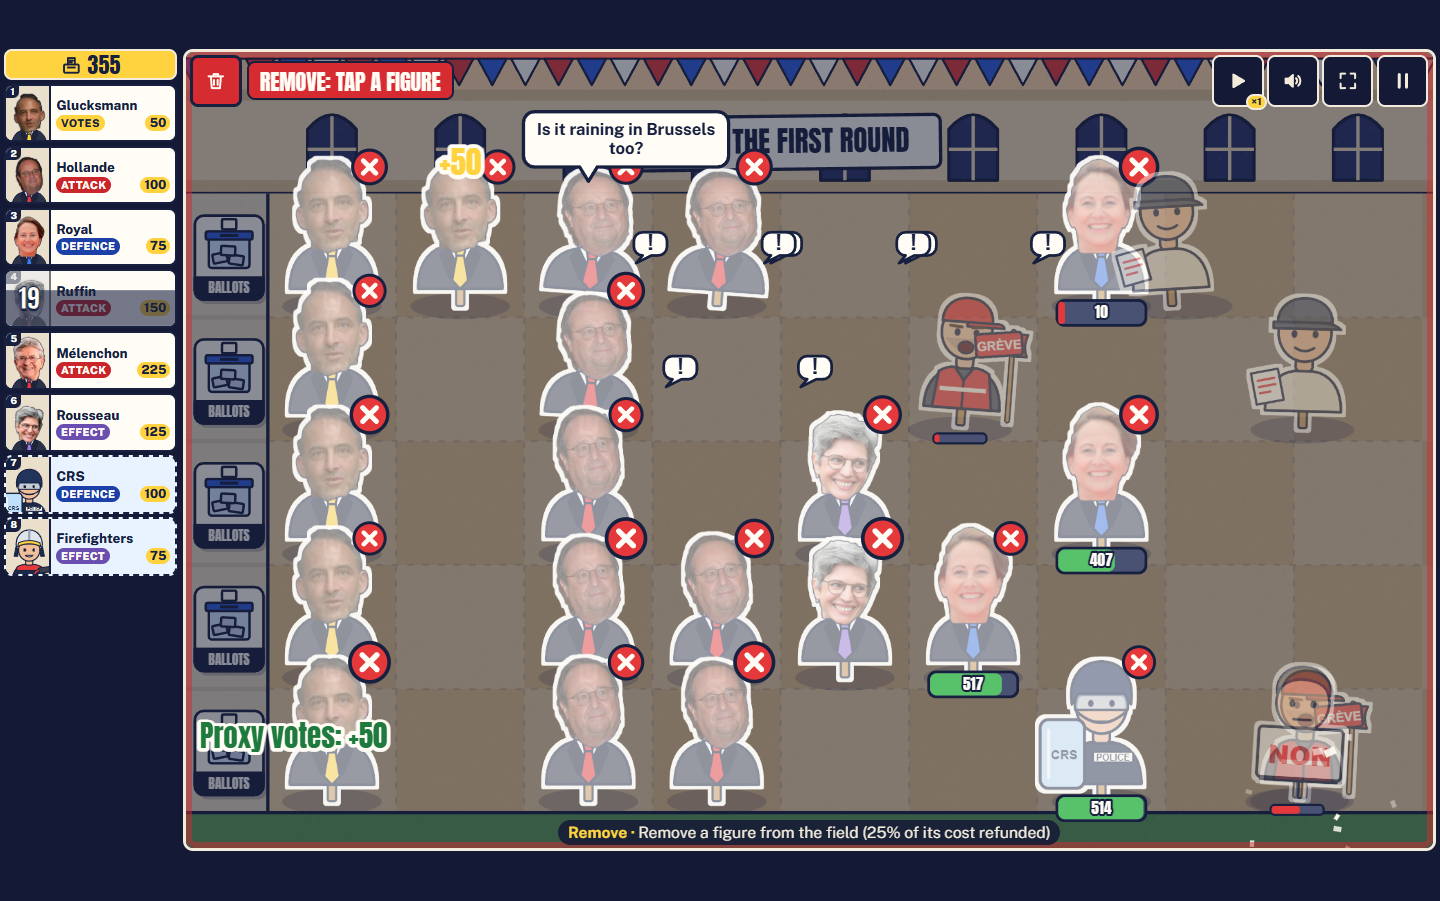 355
1
Glucksmann
VOTES 50
2
Hollande
ATTACK 100
3
Royal
DEFENCE 75
4
19
Ruffin
ATTACK 150
5
Mélenchon
ATTACK 225
6
Rousseau
EFFECT 125
7
CRS
DEFENCE 100
CRS
8
Firefighters
EFFECT 75
REMOVE: TAP A FIGURE
×1
Is it raining in Brussels
too?
THE FIRST ROUND
+50
BALLOTS
!
!
!
!
10
BALLOTS
!
!
GRÈVE
BALLOTS
407
BALLOTS
517
Proxy votes: +50
BALLOTS
CRS
POLICE
514
GRÈVE
NON
Remove · Remove a figure from the field (25% of its cost refunded)